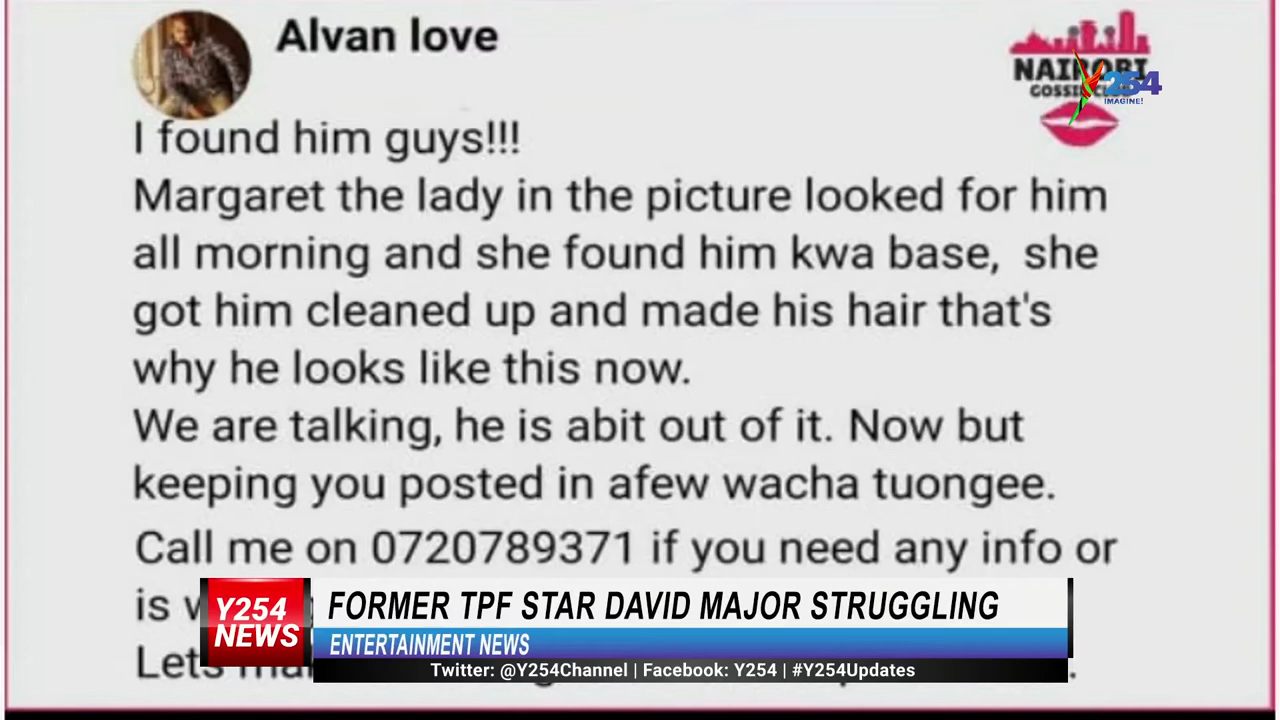 Alvan love
NAIROBI
GOSSIP CLUB
Y254
IMAGINE!
I found him guys!!!
Margaret the lady in the picture looked for him
all morning and she found him kwa base, she
got him cleaned up and made his hair that's
why he looks like this now.
We are talking, he is abit out of it. Now but
keeping you posted in afew wacha tuongee.
Call me on 0720789371 if you need any info or
is
Lets
Y254
NEWS
FORMER TPF STAR DAVID MAJOR STRUGGLING
ENTERTAINMENT NEWS
Twitter: @Y254Channel | Facebook: Y254 | #Y254Updates